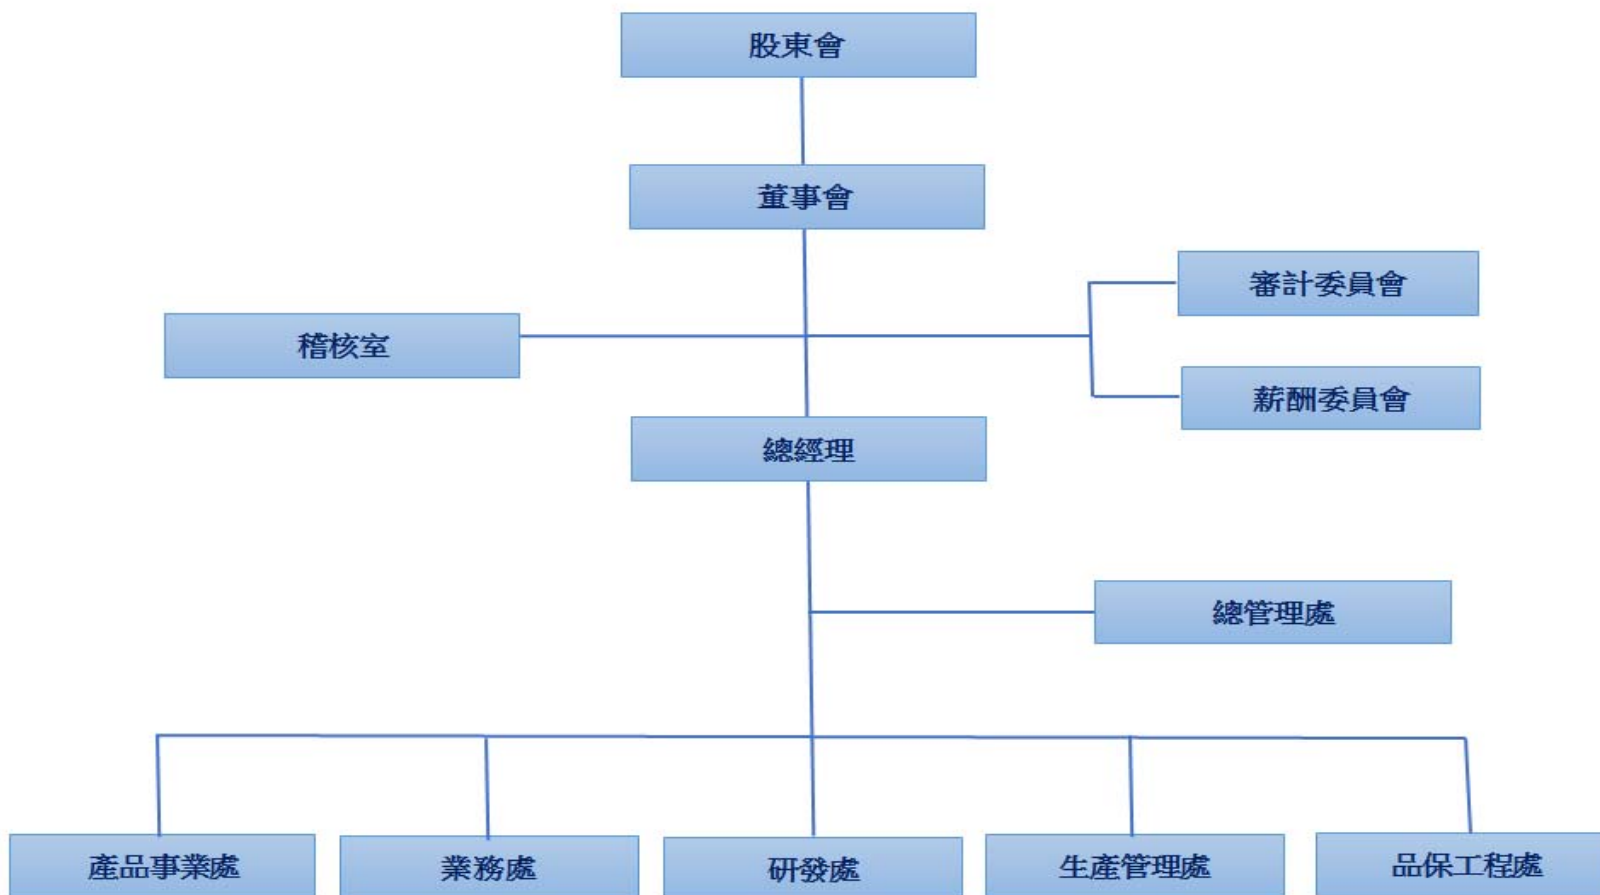 股東會
董事會
審計委員會
稽核室
薪酬委員會
總經理
總管理處
產品事業處
業務處
研發處
生產管理處
品保工程處